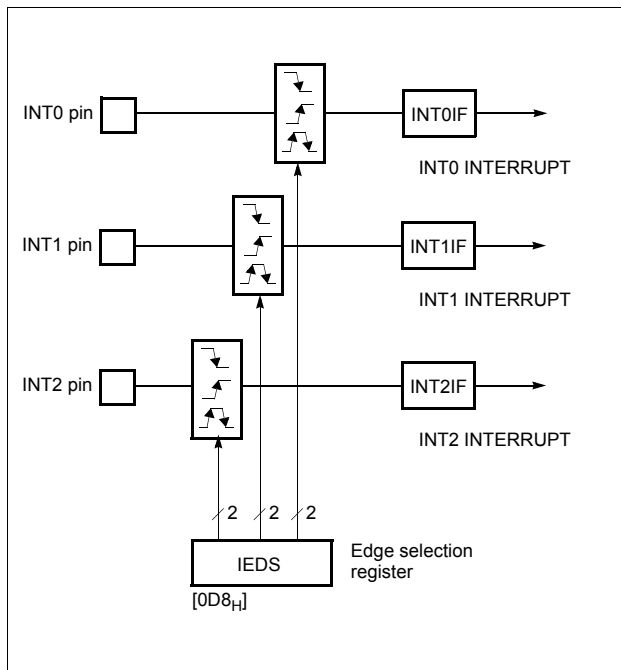 INT0 pin
INT0IF
INT0 INTERRUPT
INT1 pin
INT1IF
INT1 INTERRUPT
INT2 pin
INT2IF
INT2 INTERRUPT
2
2
2
IEDS
Edge selection
register
[0D8H]